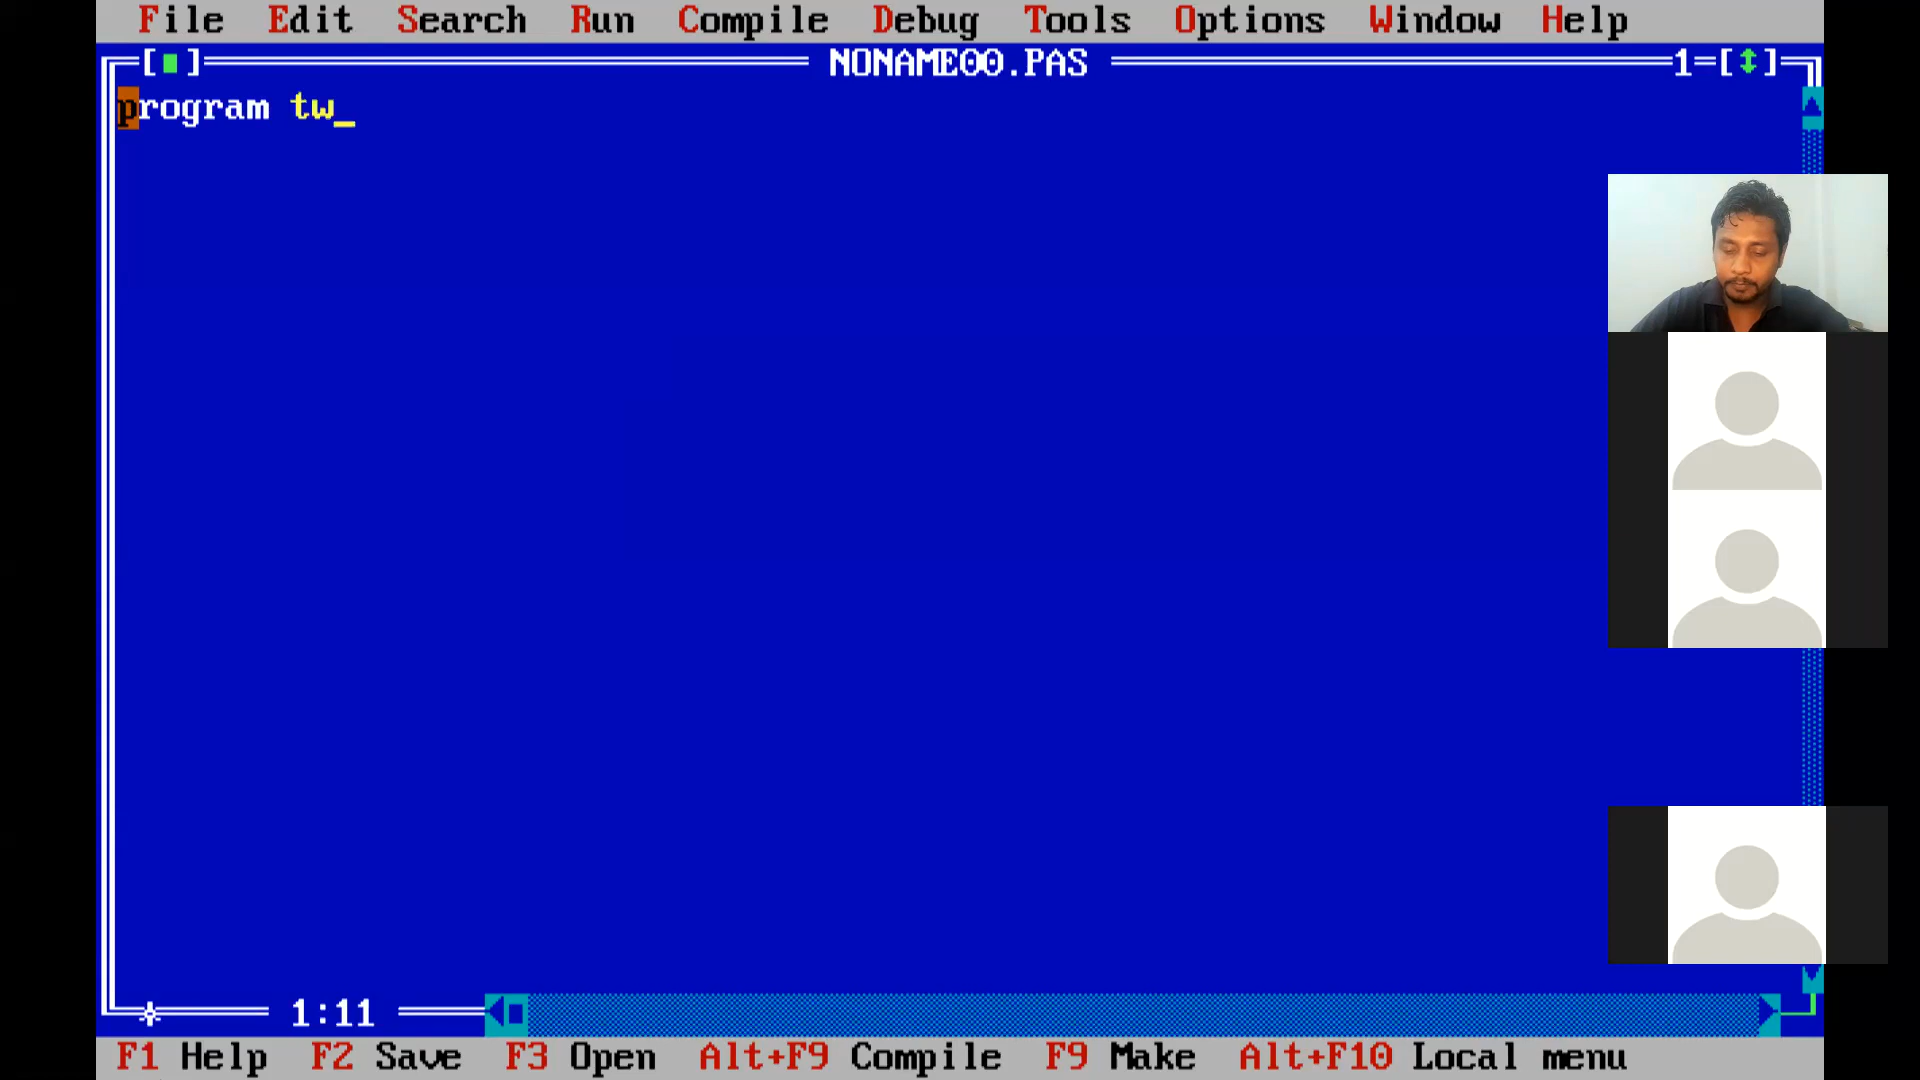 File Edit Search Run Compile Debug Tools Options Window Help
[■] NONAME00.PAS 1=[↕]
program tw_
1:11
F1 Help F2 Save F3 Open Alt+F9 Compile F9 Make Alt+F10 Local menu